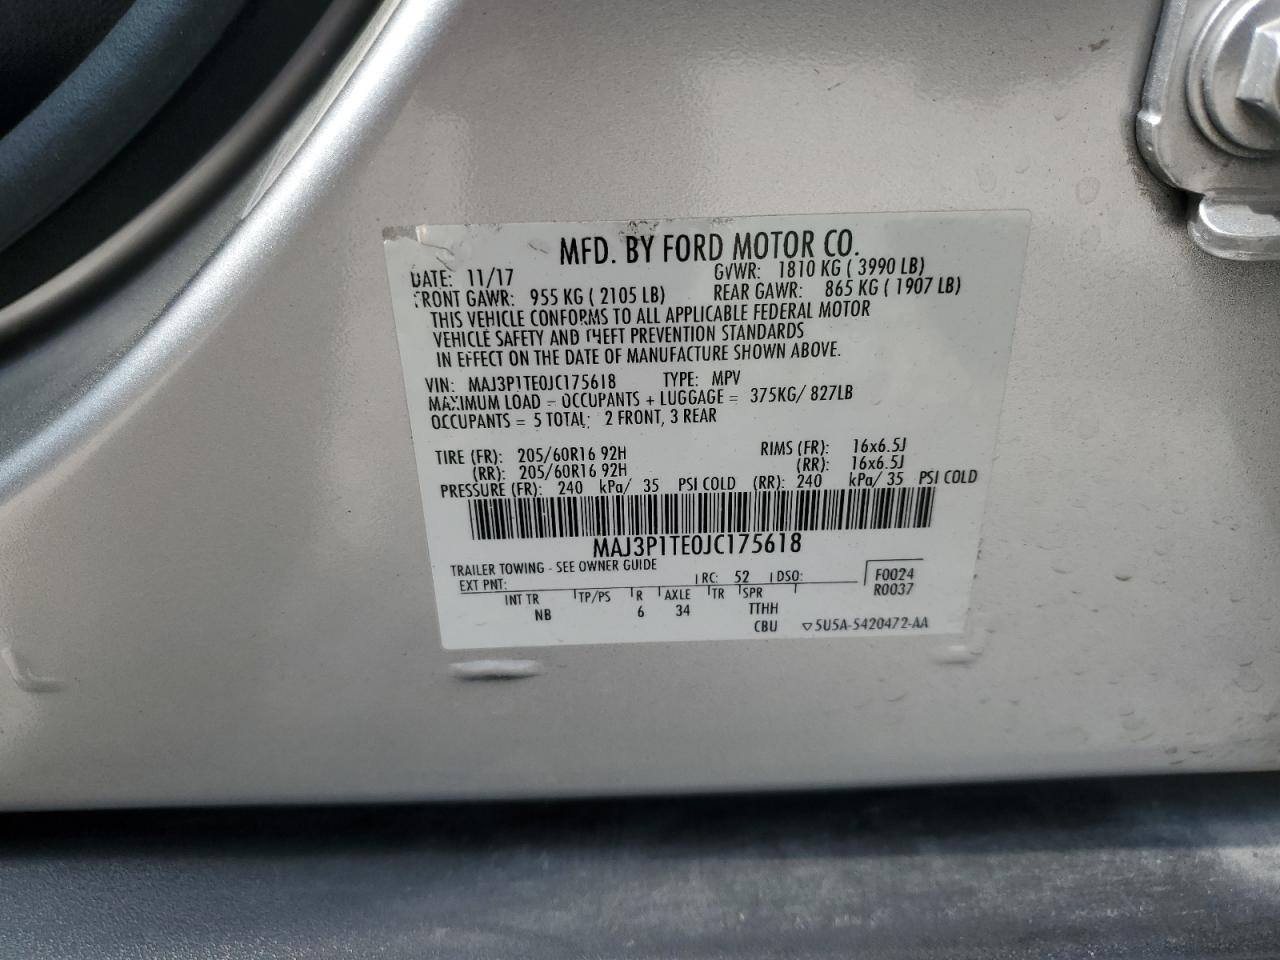 MFD. BY FORD MOTOR CO.
DATE: 11/17 GVWR: 1810 KG ( 3990 LB)
FRONT GAWR: 955 KG ( 2105 LB) REAR GAWR: 865 KG ( 1907 LB)
THIS VEHICLE CONFORMS TO ALL APPLICABLE FEDERAL MOTOR
VEHICLE SAFETY AND THEFT PREVENTION STANDARDS
IN EFFECT ON THE DATE OF MANUFACTURE SHOWN ABOVE.
VIN: MAJ3P1TE0JC175618 TYPE: MPV
MAXIMUM LOAD = OCCUPANTS + LUGGAGE = 375KG/ 827LB
OCCUPANTS = 5 TOTAL: 2 FRONT, 3 REAR
TIRE (FR): 205/60R16 92H RIMS (FR): 16x6.5J
(RR): 205/60R16 92H (RR): 16x6.5J
PRESSURE (FR): 240 kPa/ 35 PSI COLD (RR): 240 kPa/ 35 PSI COLD
MAJ3P1TE0JC175618
TRAILER TOWING - SEE OWNER GUIDE
EXT PNT: RC: 52 DSO: F0024
R0037
INT TR TP/PS R AXLE TR SPR
NB 6 34 TTHH
CBU ▽5U5A-5420472-AA